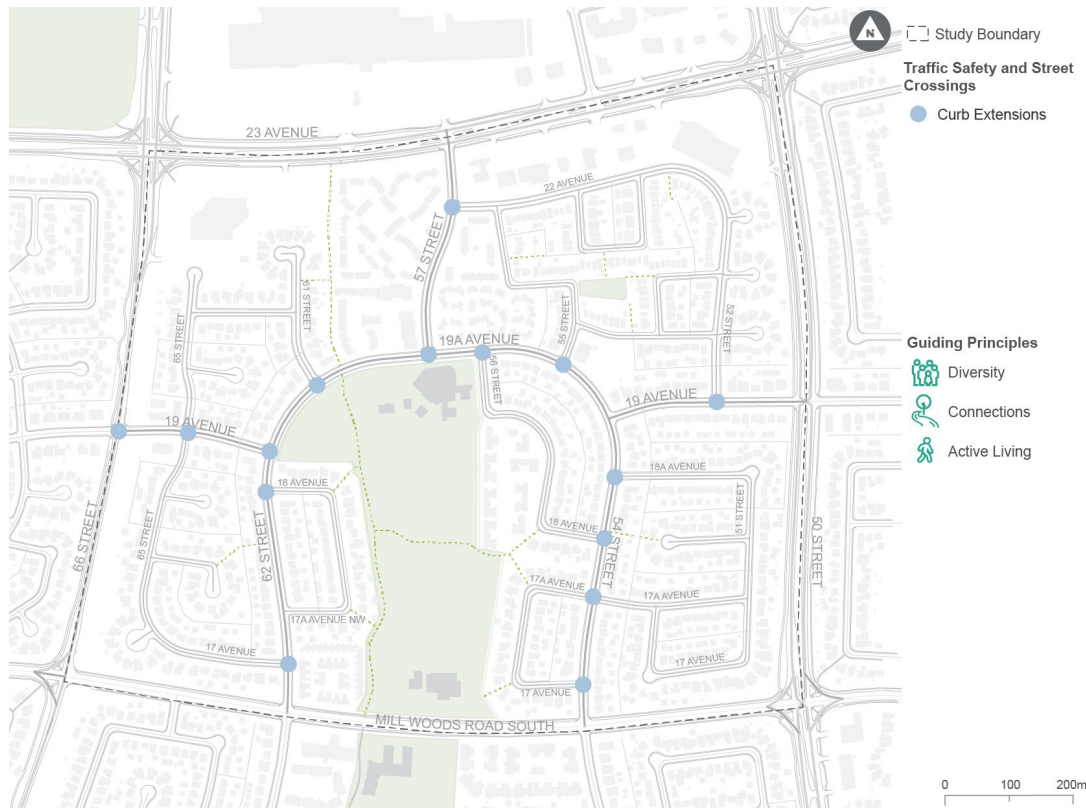 N
Study Boundary
Traffic Safety and Street
Crossings
Curb Extensions
Guiding Principles
Diversity
Connections
Active Living
23 AVENUE
22 AVENUE
57 STREET
61 STREET
65 STREET
19A AVENUE
55 STREET
52 STREET
56 STREET
19 AVENUE
19 AVENUE
18A AVENUE
18 AVENUE
51 STREET
66 STREET
65 STREET
62 STREET
18 AVENUE
54 STREET
50 STREET
17A AVENUE
17A AVENUE
17A AVENUE NW
17 AVENUE
17 AVENUE
17 AVENUE
MILL WOODS ROAD SOUTH
0 100 200m